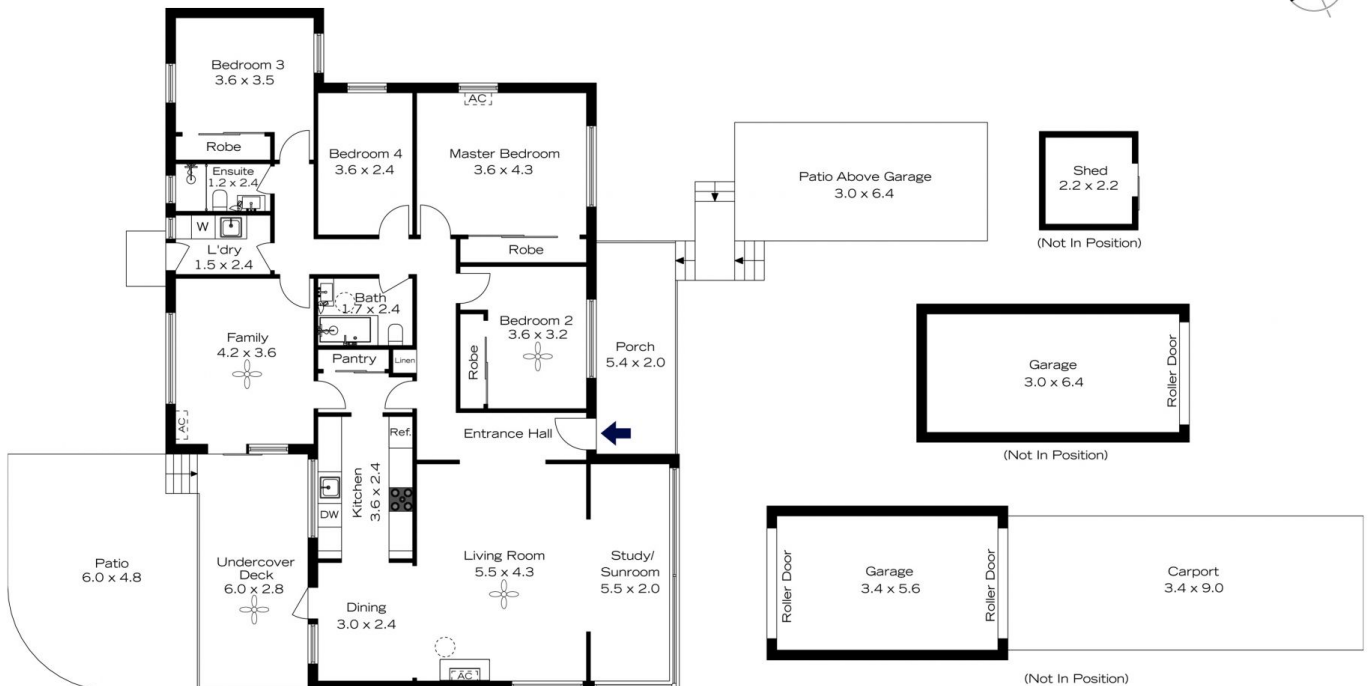 Bedroom 3
3.6 x 3.5
Robe
Ensuite
1.2 x 2.4
W
L'dry
1.5 x 2.4
Bedroom 4
3.6 x 2.4
AC
Master Bedroom
3.6 x 4.3
Robe
Bath
1.7 x 2.4
Bedroom 2
3.6 x 3.2
Robe
Family
4.2 x 3.6
AC
Pantry
Linen
Porch
5.4 x 2.0
Entrance Hall
Ref.
Kitchen
3.6 x 2.4
DW
Patio
6.0 x 4.8
Undercover
Deck
6.0 x 2.8
Dining
3.0 x 2.4
Living Room
5.5 x 4.3
AC
Study/
Sunroom
5.5 x 2.0
Patio Above Garage
3.0 x 6.4
Shed
2.2 x 2.2
(Not In Position)
Garage
3.0 x 6.4
Roller Door
(Not In Position)
Roller Door
Garage
3.4 x 5.6
Roller Door
Carport
3.4 x 9.0
(Not In Position)